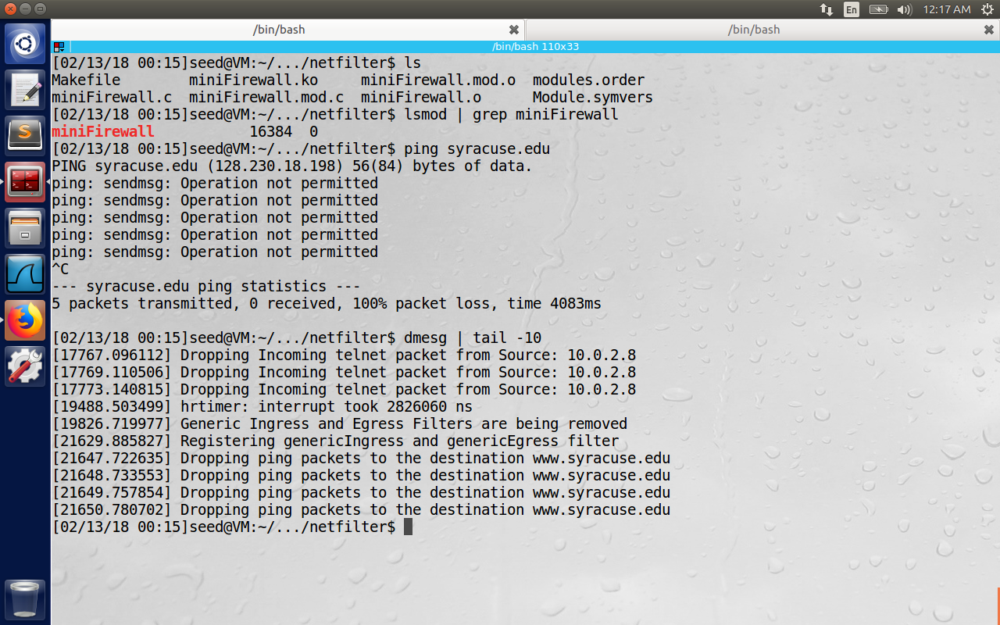 En 12:17 AM
/bin/bash /bin/bash
/bin/bash 110x33
[02/13/18 00:15]seed@VM:~/.../netfilter$ ls
Makefile        miniFirewall.ko     miniFirewall.mod.o  modules.order
miniFirewall.c  miniFirewall.mod.c  miniFirewall.o      Module.symvers
[02/13/18 00:15]seed@VM:~/.../netfilter$ lsmod | grep miniFirewall
miniFirewall           16384  0
[02/13/18 00:15]seed@VM:~/.../netfilter$ ping syracuse.edu
PING syracuse.edu (128.230.18.198) 56(84) bytes of data.
ping: sendmsg: Operation not permitted
ping: sendmsg: Operation not permitted
ping: sendmsg: Operation not permitted
ping: sendmsg: Operation not permitted
ping: sendmsg: Operation not permitted
^C
--- syracuse.edu ping statistics ---
5 packets transmitted, 0 received, 100% packet loss, time 4083ms
[02/13/18 00:15]seed@VM:~/.../netfilter$ dmesg | tail -10
[17767.096112] Dropping Incoming telnet packet from Source: 10.0.2.8
[17769.110506] Dropping Incoming telnet packet from Source: 10.0.2.8
[17773.140815] Dropping Incoming telnet packet from Source: 10.0.2.8
[19488.503499] hrtimer: interrupt took 2826060 ns
[19826.719977] Generic Ingress and Egress Filters are being removed
[21629.885827] Registering genericIngress and genericEgress filter
[21647.722635] Dropping ping packets to the destination www.syracuse.edu
[21648.733553] Dropping ping packets to the destination www.syracuse.edu
[21649.757854] Dropping ping packets to the destination www.syracuse.edu
[21650.780702] Dropping ping packets to the destination www.syracuse.edu
[02/13/18 00:15]seed@VM:~/.../netfilter$